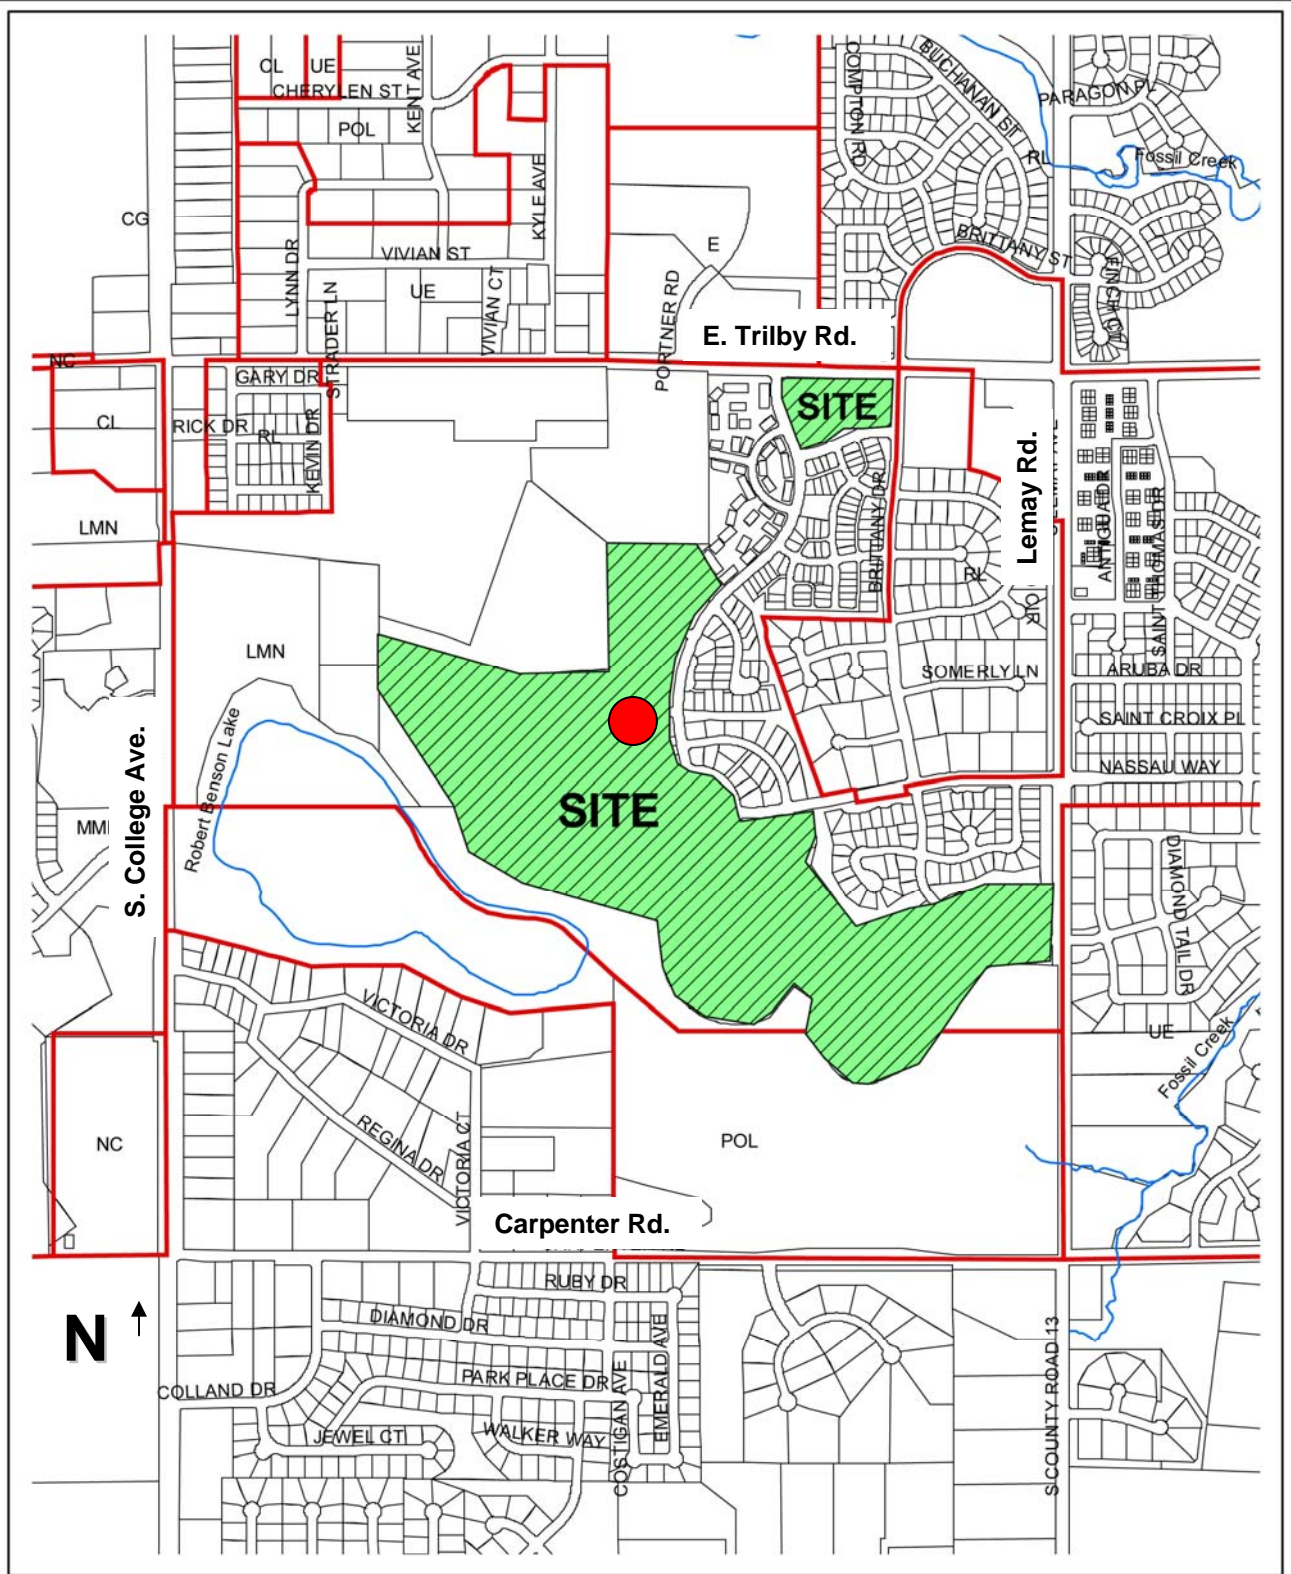 CL
UE
CHERYLEN ST
KENT AVE
POL
COMPTON RD
BUCHANAN ST
PARAGON PL
RL
Fossil Creek
CG
KYLE AVE
LYNN DR
VIVIAN ST
UE
STRADER LN
VIVIAN CT
E
PORTNER RD
BRITTANY ST
E. Trilby Rd.
NC
GARY DR
CL
RICK DR
RL
KEVIN DR
SITE
BRITTANY DR
Lemay Rd.
ANTIGUA DR
SAINT THOMAS DR
LMN
RL
LMN
SOMERLY LN
ARUBA DR
SAINT CROIX PL
NASSAU WAY
Robert Benson Lake
S. College Ave.
SITE
DIAMOND TAIL DR
VICTORIA DR
UE
Fossil Creek
NC
REGINA DR
VICTORIA CT
POL
Carpenter Rd.
RUBY DR
N
DIAMOND DR
EMERALD AVE
S COUNTY ROAD 13
COLLAND DR
PARK PLACE DR
COSTIGAN AVE
JEWEL CT
WALKER WAY